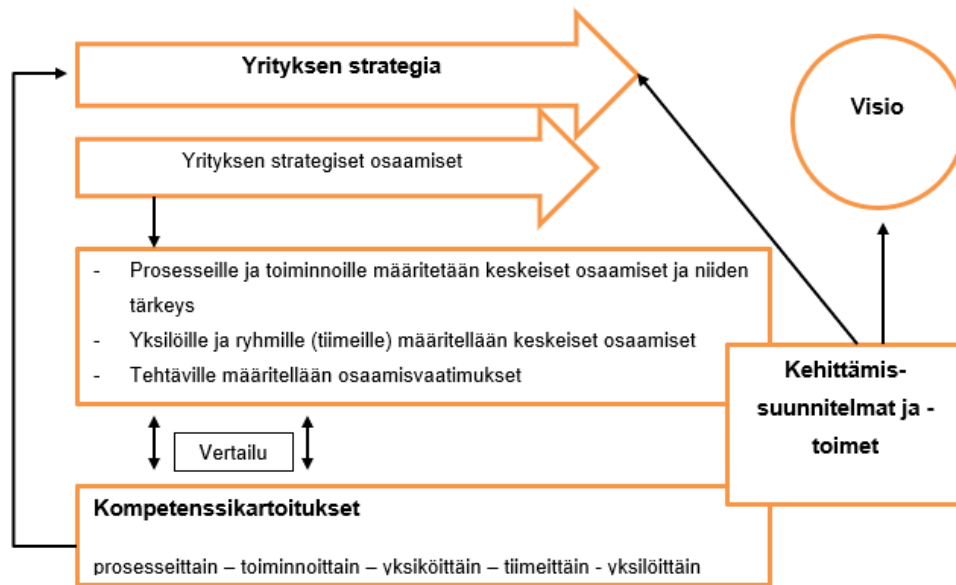 Yrityksen strategia
Visio
Yrityksen strategiset osaamiset
- Prosesseille ja toiminnoille määritetään keskeiset osaamiset ja niiden
tärkeys
- Yksilöille ja ryhmille (tiimeille) määritellään keskeiset osaamiset
- Tehtäville määritellään osaamisvaatimukset
Kehittämis-
suunnitelmat ja -
toimet
Vertailu
Kompetenssikartoitukset
prosesseittain – toiminnoittain – yksiköittäin – tiimeittäin - yksilöittäin